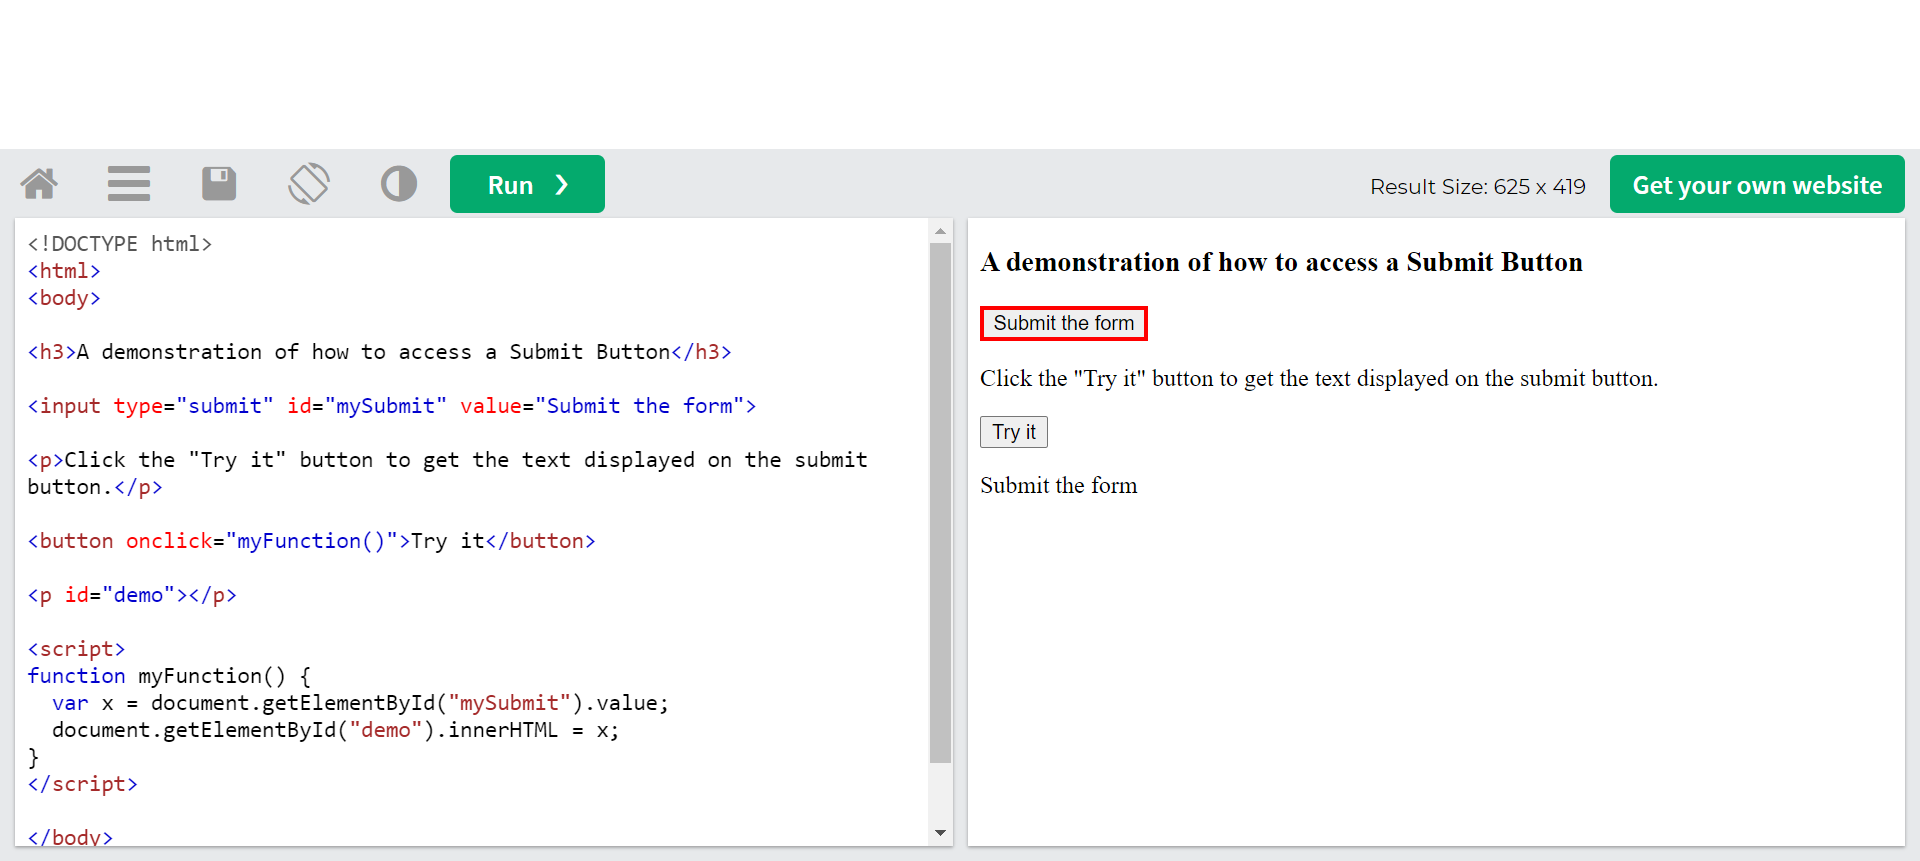 Run ❯
Result Size: 625 x 419
Get your own website
<!DOCTYPE html>
<html>
<body>
<h3>A demonstration of how to access a Submit Button</h3>
<input type="submit" id="mySubmit" value="Submit the form">
<p>Click the "Try it" button to get the text displayed on the submit
button.</p>
<button onclick="myFunction()">Try it</button>
<p id="demo"></p>
<script>
function myFunction() {
  var x = document.getElementById("mySubmit").value;
  document.getElementById("demo").innerHTML = x;
}
</script>
</body>
A demonstration of how to access a Submit Button
Submit the form
Click the "Try it" button to get the text displayed on the submit button.
Try it
Submit the form